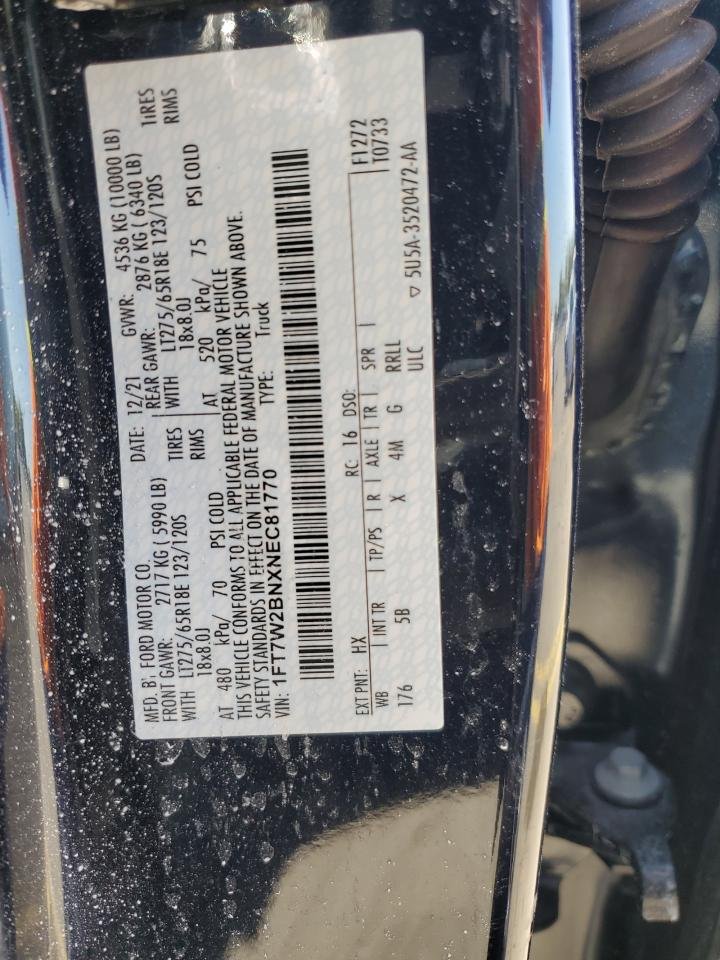 MFD. BY FORD MOTOR CO. DATE: 12/21 GVWR: 4536 KG (10000 LB)
FRONT GAWR: 2717 KG ( 5990 LB) REAR GAWR: 2876 KG ( 6340 LB)
WITH LT275/65R18E 123/120S TIRES WITH LT275/65R18E 123/120S TIRES
18x8.0J RIMS 18x8.0J RIMS
AT 480 kPa/ 70 PSI COLD AT 520 kPa/ 75 PSI COLD
THIS VEHICLE CONFORMS TO ALL APPLICABLE FEDERAL MOTOR VEHICLE
SAFETY STANDARDS IN EFFECT ON THE DATE OF MANUFACTURE SHOWN ABOVE.
VIN: 1FT7W2BNXNEC81770 TYPE: Truck
EXT PNT: HX RC: 16 DSO: F1272
WB INT TR TP/PS R AXLE TR SPR T0733
176 5B X 4M G RRLL
ULC ▽ 5U5A-3520472-AA